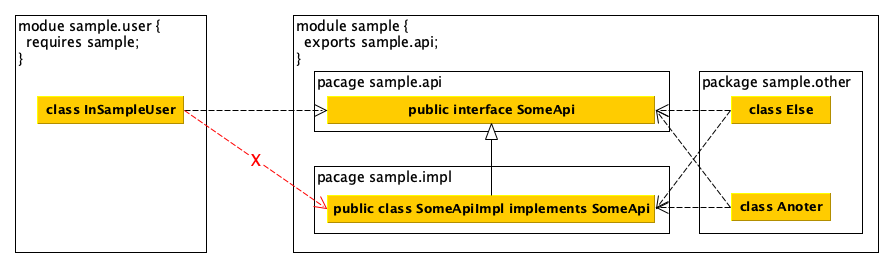 modue sample.user {
requires sample;
}
class InSampleUser
X
module sample {
exports sample.api;
}
pacage sample.api
public interface SomeApi
pacage sample.impl
public class SomeApiImpl implements SomeApi
package sample.other
class Else
class Anoter